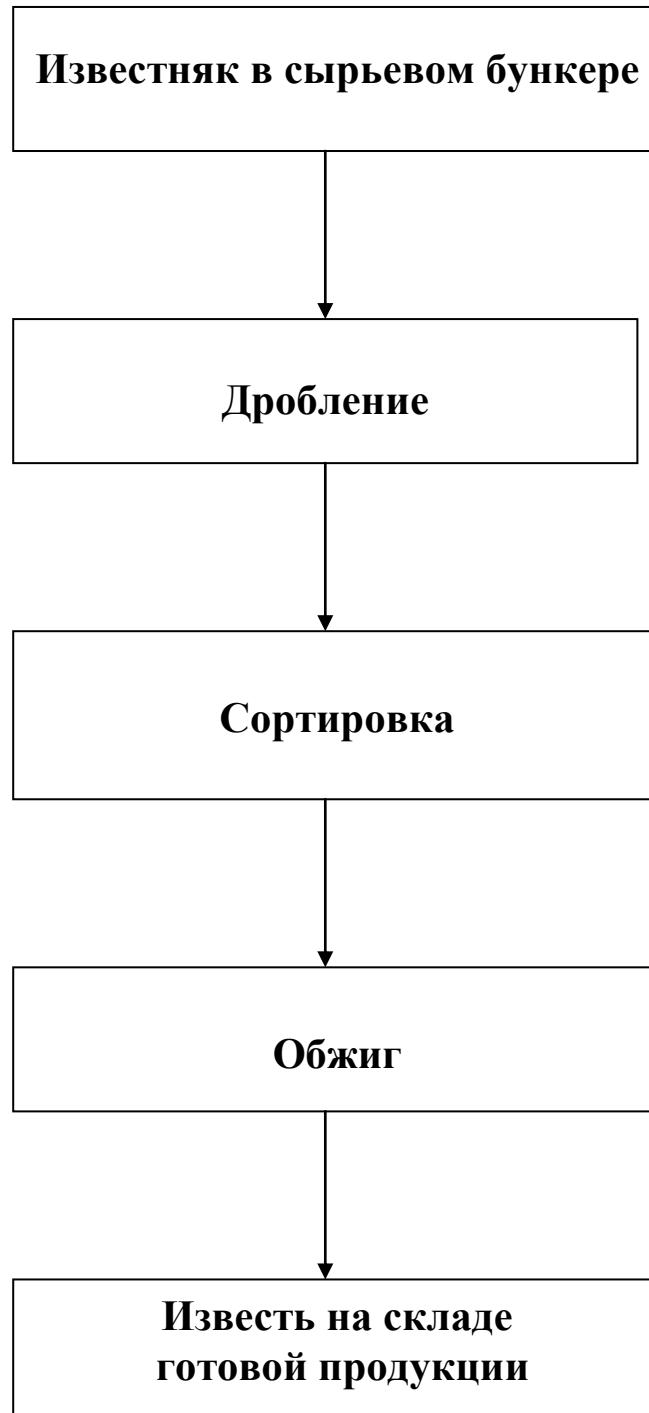 Известняк в сырьевом бункере
Дробление
Сортировка
Обжиг
Известь на складе
готовой продукции